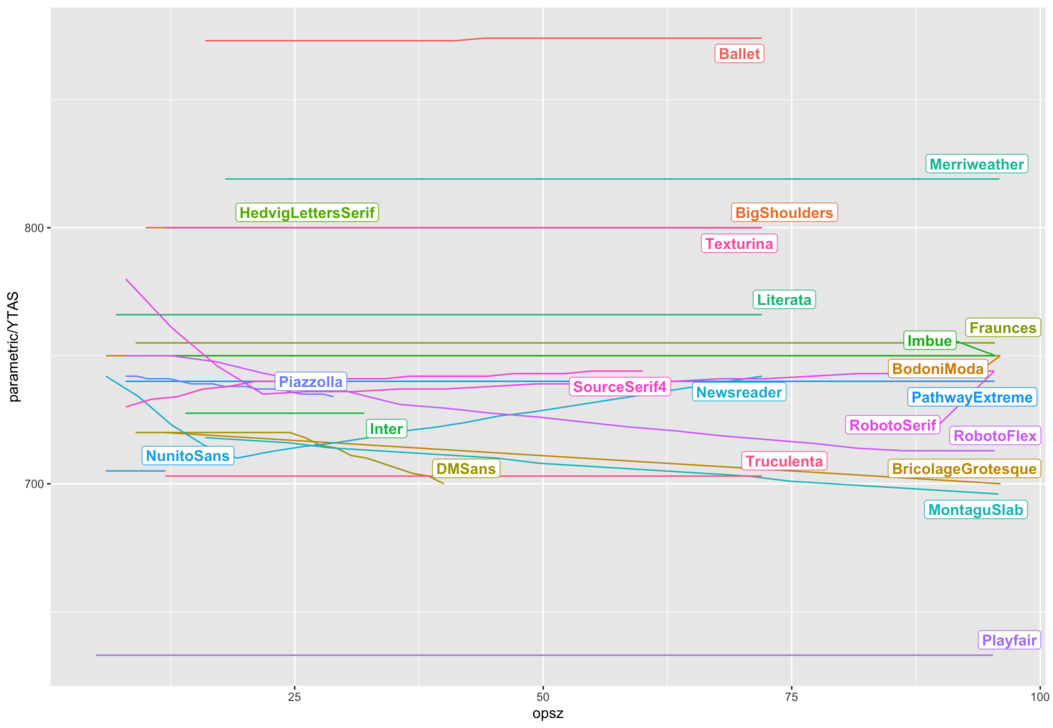 Ballet
Merriweather
HedvigLettersSerif
BigShoulders
800
Texturina
Literata
Fraunces
Imbue
BodoniModa
Piazzolla
SourceSerif4
Newsreader
PathwayExtreme
RobotoSerif
Inter
RobotoFlex
NunitoSans
Truculenta
DMSans
BricolageGrotesque
700
MontaguSlab
Playfair
parametric/YTAS
25
50
75
100
opsz